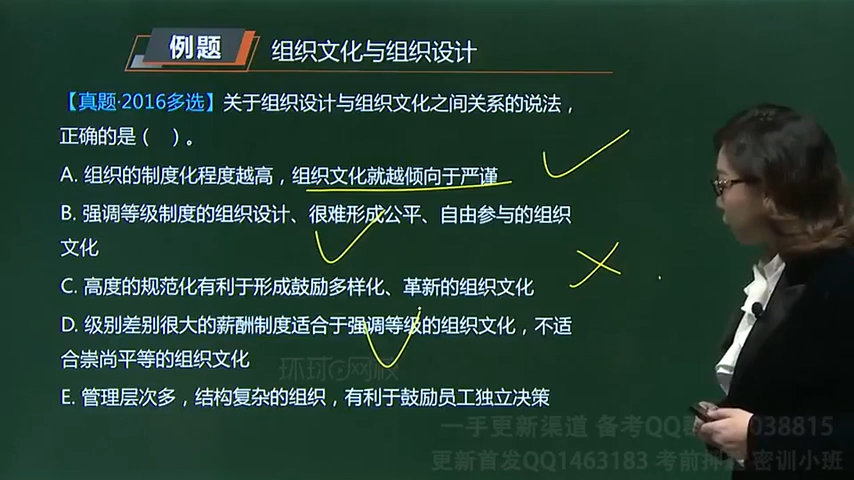 例题
组织文化与组织设计
【真题·2016多选】关于组织设计与组织文化之间关系的说法，
正确的是（ ）。
A. 组织的制度化程度越高，组织文化就越倾向于严谨
B. 强调等级制度的组织设计、很难形成公平、自由参与的组织
文化
C. 高度的规范化有利于形成鼓励多样化、革新的组织文化
D. 级别差别很大的薪酬制度适合于强调等级的组织文化，不适
合崇尚平等的组织文化
环球网校
E. 管理层次多，结构复杂的组织，有利于鼓励员工独立决策
一手更新渠道 备考QQ 038815
更新首发QQ1463183 考前 密训小班